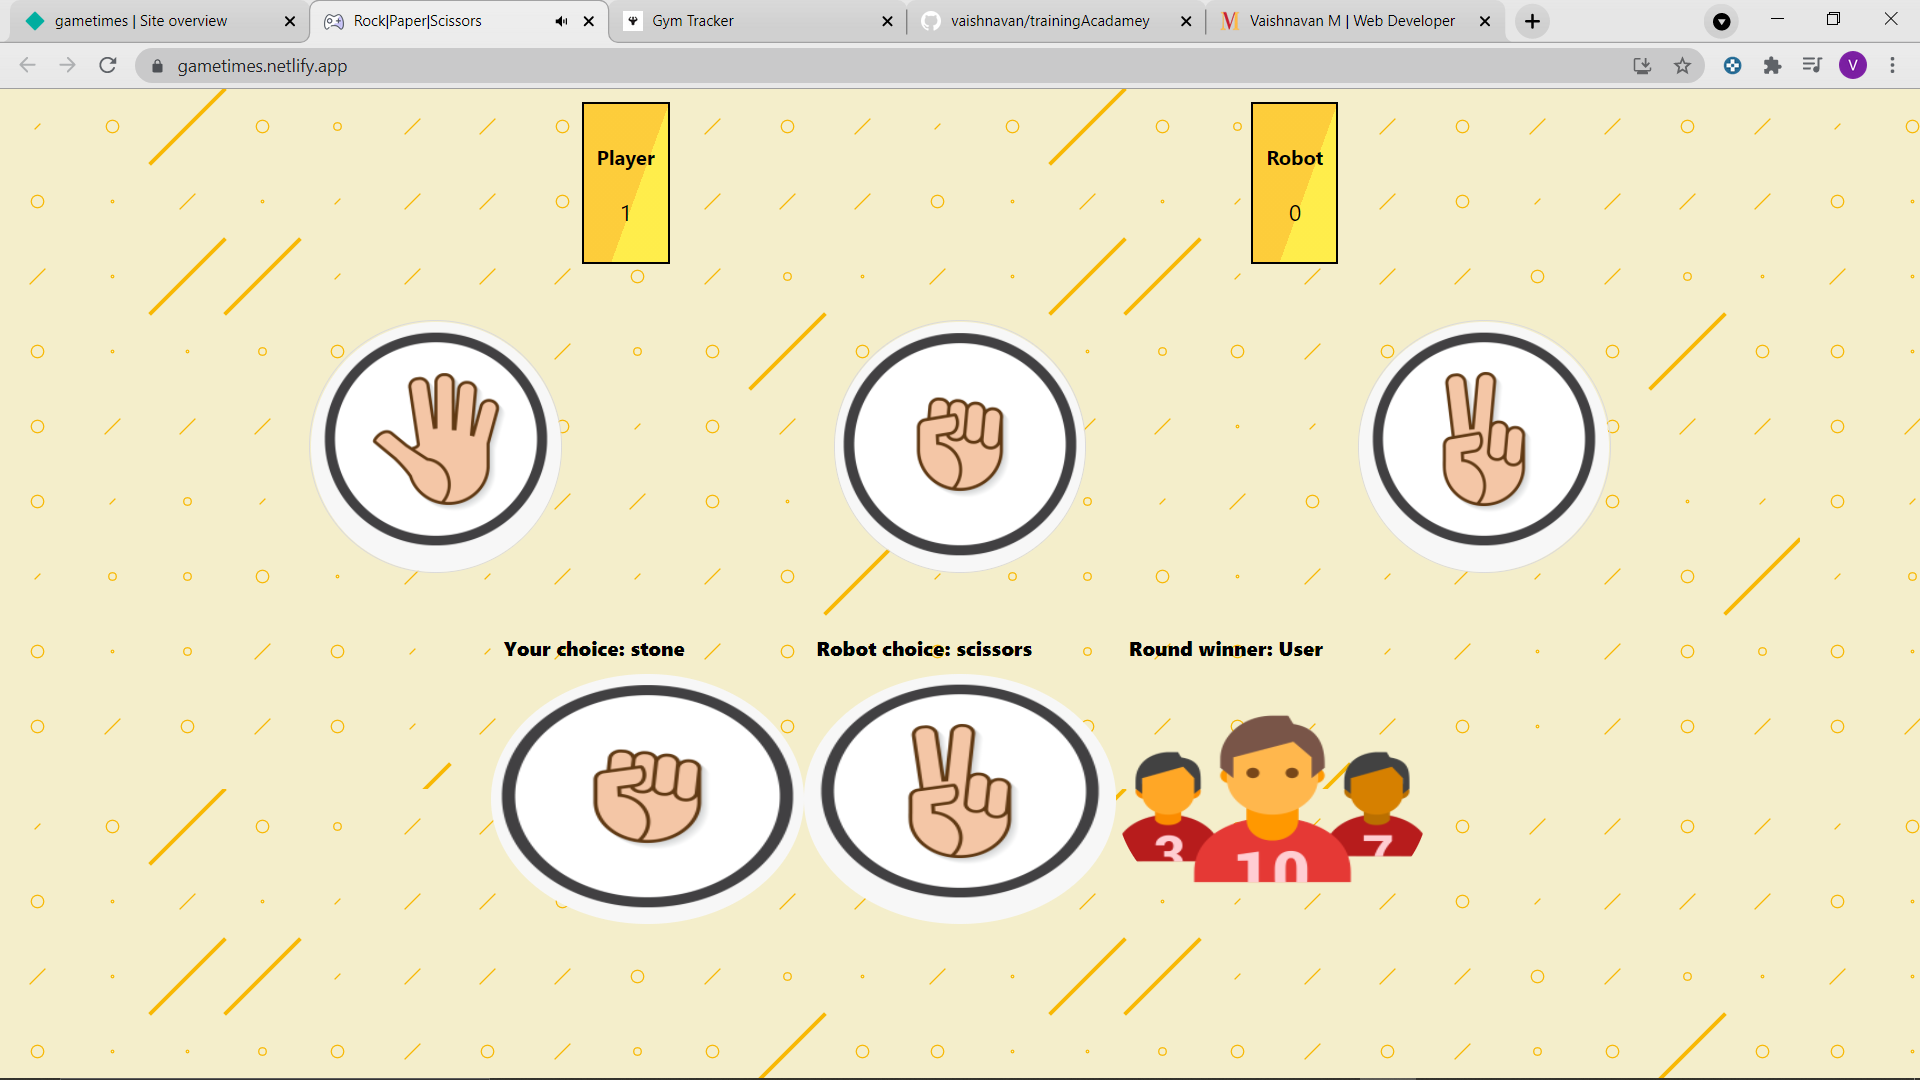 gametimes | Site overview
Rock|Paper|Scissors
Gym Tracker
vaishnavan/trainingAcadamey
M
Vaishnavan M | Web Developer
gametimes.netlify.app
V
Player
1
Robot
0
Your choice: stone
Robot choice: scissors
Round winner: User
3
10
7